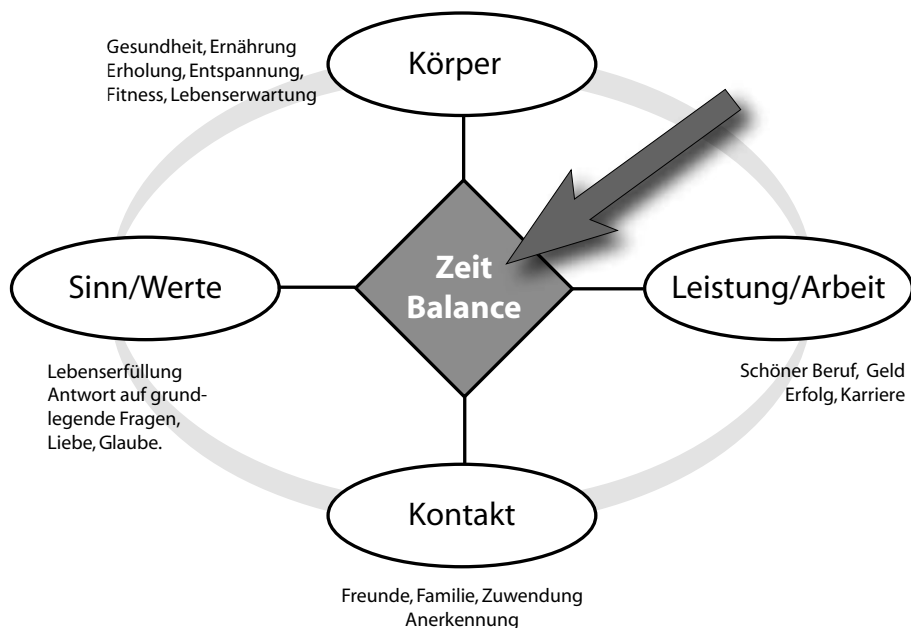 Gesundheit, Ernährung
Erholung, Entspannung,
Fitness, Lebenserwartung
Körper
Zeit
Balance
Sinn/Werte
Leistung/Arbeit
Lebenserfüllung
Antwort auf grund-
legende Fragen,
Liebe, Glaube.
Schöner Beruf, Geld
Erfolg, Karriere
Kontakt
Freunde, Familie, Zuwendung
Anerkennung